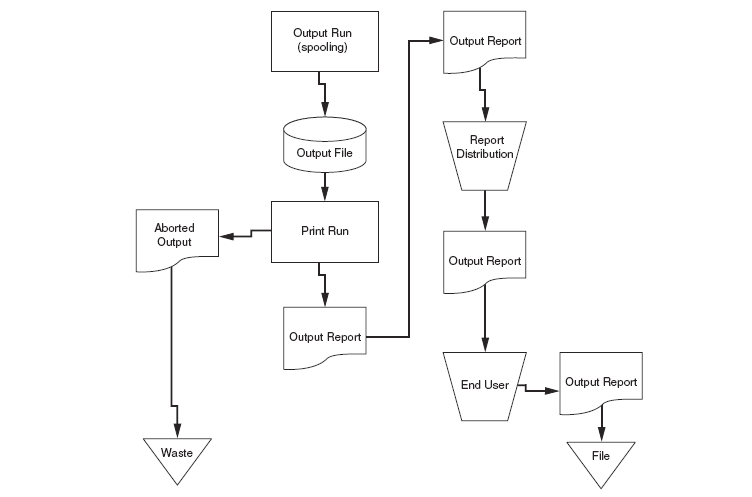 Output Run
(spooling)
Output File
Print Run
Aborted
Output
Output Report
Waste
Output Report
Report
Distribution
Output Report
End User
Output Report
File